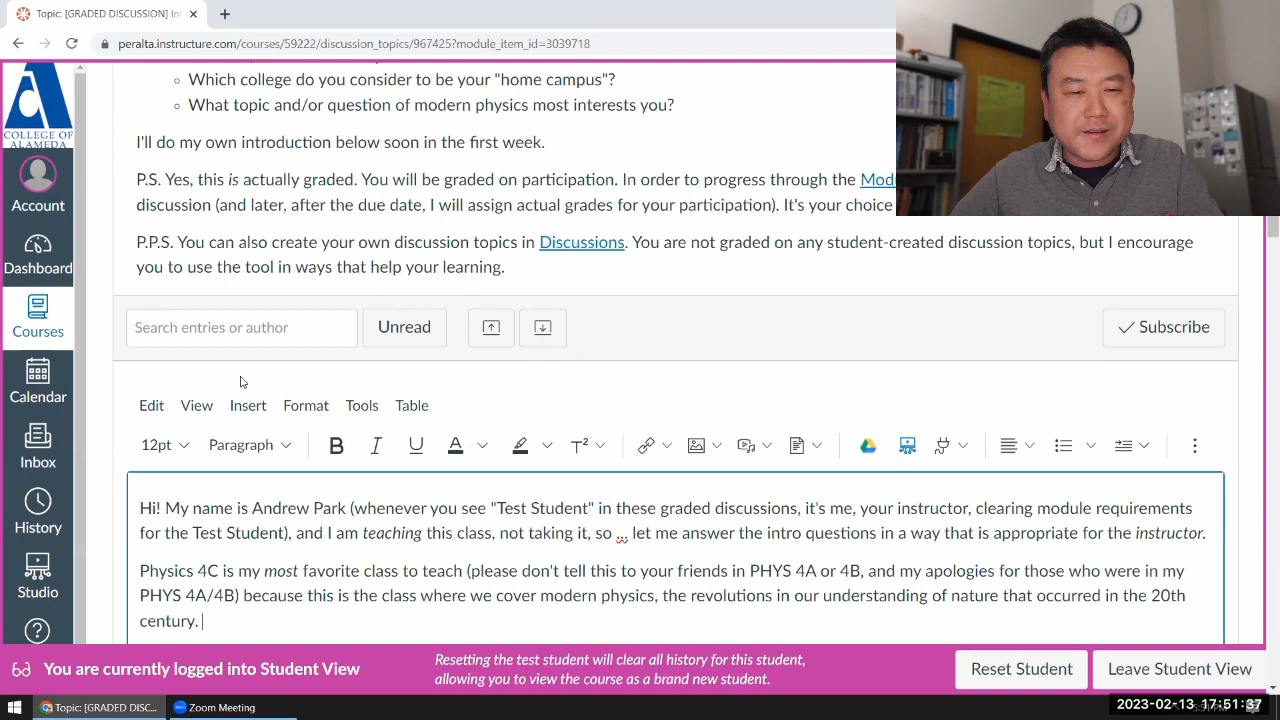 Topic: [GRADED DISCUSSION] In
peralta.instructure.com/courses/59222/discussion_topics/967425?module_item_id=3039718
COLLEGE OF
ALAMEDA
Account
Dashboard
Courses
Calendar
Inbox
History
Studio
Which college do you consider to be your "home campus"?
What topic and/or question of modern physics most interests you?
I'll do my own introduction below soon in the first week.
P.S. Yes, this is actually graded. You will be graded on participation. In order to progress through the Mod
discussion (and later, after the due date, I will assign actual grades for your participation). It's your choice
P.P.S. You can also create your own discussion topics in Discussions. You are not graded on any student-created discussion topics, but I encourage
you to use the tool in ways that help your learning.
Search entries or author
Unread
Subscribe
Edit View Insert Format Tools Table
12pt Paragraph B I U A T²
Hi! My name is Andrew Park (whenever you see "Test Student" in these graded discussions, it's me, your instructor, clearing module requirements
for the Test Student), and I am teaching this class, not taking it, so ... let me answer the intro questions in a way that is appropriate for the instructor.
Physics 4C is my most favorite class to teach (please don't tell this to your friends in PHYS 4A or 4B, and my apologies for those who were in my
PHYS 4A/4B) because this is the class where we cover modern physics, the revolutions in our understanding of nature that occurred in the 20th
century.
You are currently logged into Student View
Resetting the test student will clear all history for this student,
allowing you to view the course as a brand new student.
Reset Student
Leave Student View
Topic: [GRADED DISC...
Zoom Meeting
2023-02-13 17:51:37